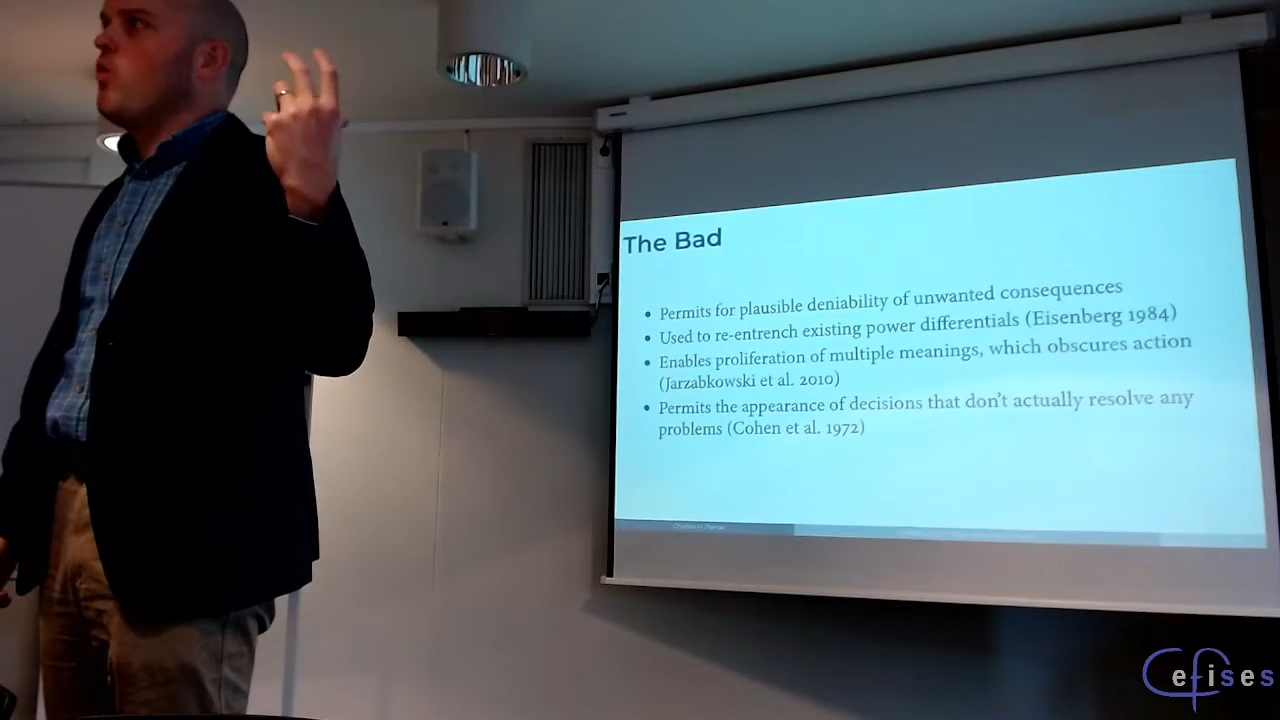 The Bad
• Permits for plausible deniability of unwanted consequences
• Used to re-entrench existing power differentials (Eisenberg 1984)
• Enables proliferation of multiple meanings, which obscures action
(Jarzabkowski et al. 2010)
• Permits the appearance of decisions that don't actually resolve any
problems (Cohen et al. 1972)
Cefises